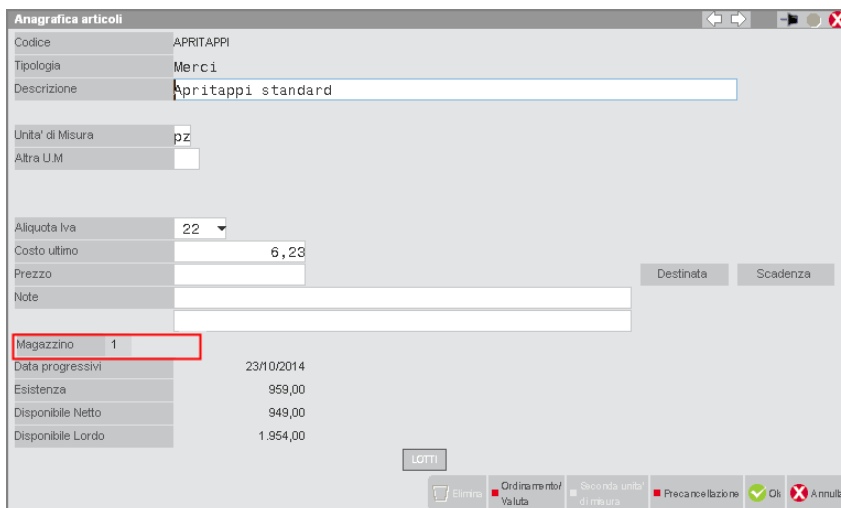 Anagrafica articoli
Codice APRITAPPI
Tipologia Merci
Descrizione Apritappi standard
Unita' di Misura pz
Altra U.M
Aliquota Iva 22
Costo ultimo 6,23
Prezzo Destinata Scadenza
Note
Magazzino 1
Data progressivi 23/10/2014
Esistenza 959,00
Disponibile Netto 949,00
Disponibile Lordo 1.954,00
LOTTI
Elimina Ordinamento/ Valuta Seconda unita' di misura Precancellazione Ok Annulla